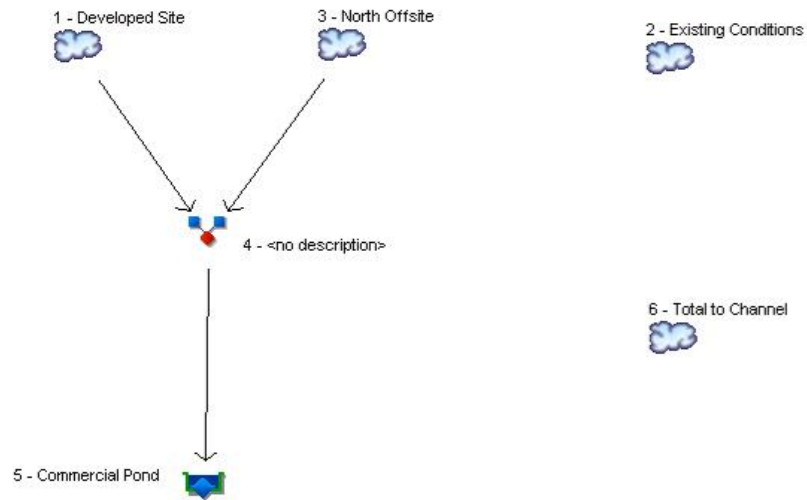 1 - Developed Site
3 - North Offsite
2 - Existing Conditions
4 - <no description>
6 - Total to Channel
5 - Commercial Pond